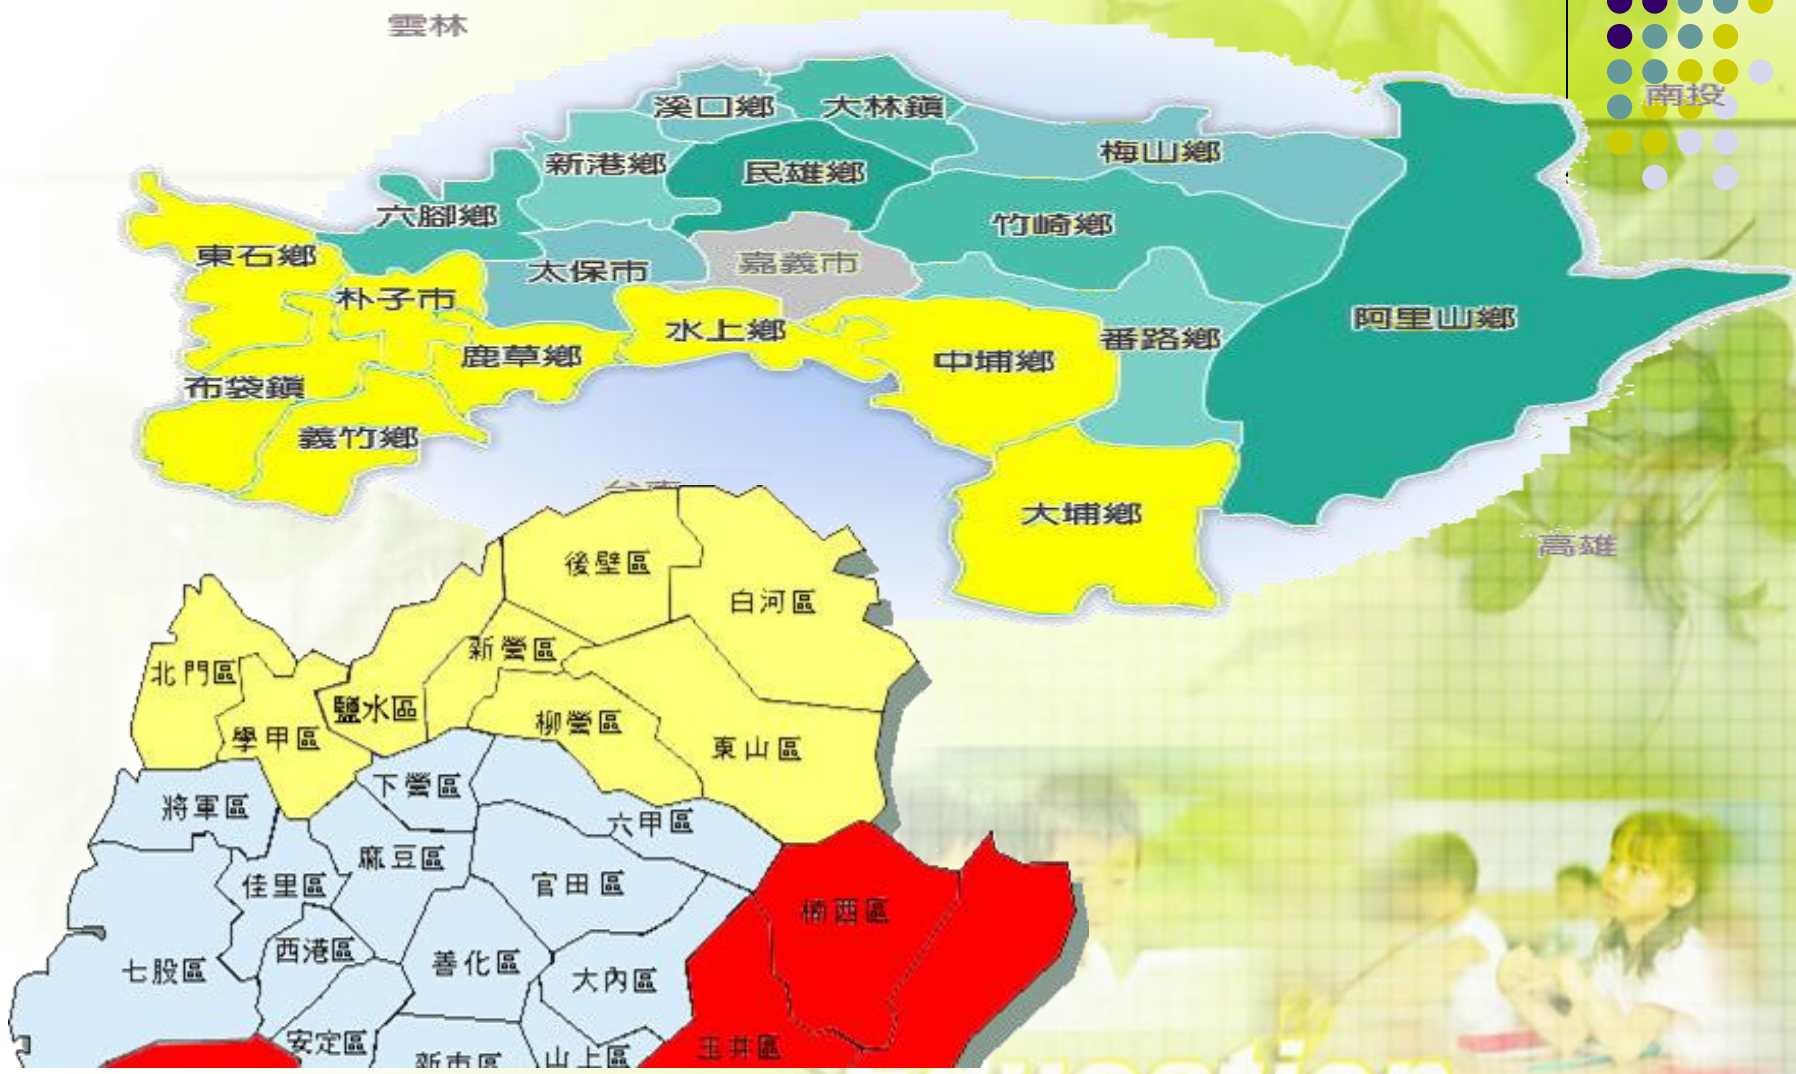 雲林
南投
溪口鄉
大林鎮
新港鄉
民雄鄉
梅山鄉
六腳鄉
竹崎鄉
東石鄉
太保市
嘉義市
朴子市
水上鄉
阿里山鄉
鹿草鄉
番路鄉
中埔鄉
布袋鎮
義竹鄉
大埔鄉
高雄
後壁區
白河區
新營區
北門區
鹽水區
柳營區
學甲區
東山區
下營區
將軍區
六甲區
麻豆區
佳里區
官田區
楠西區
西港區
善化區
七股區
大內區
安定區
新市區
山上區
玉井區